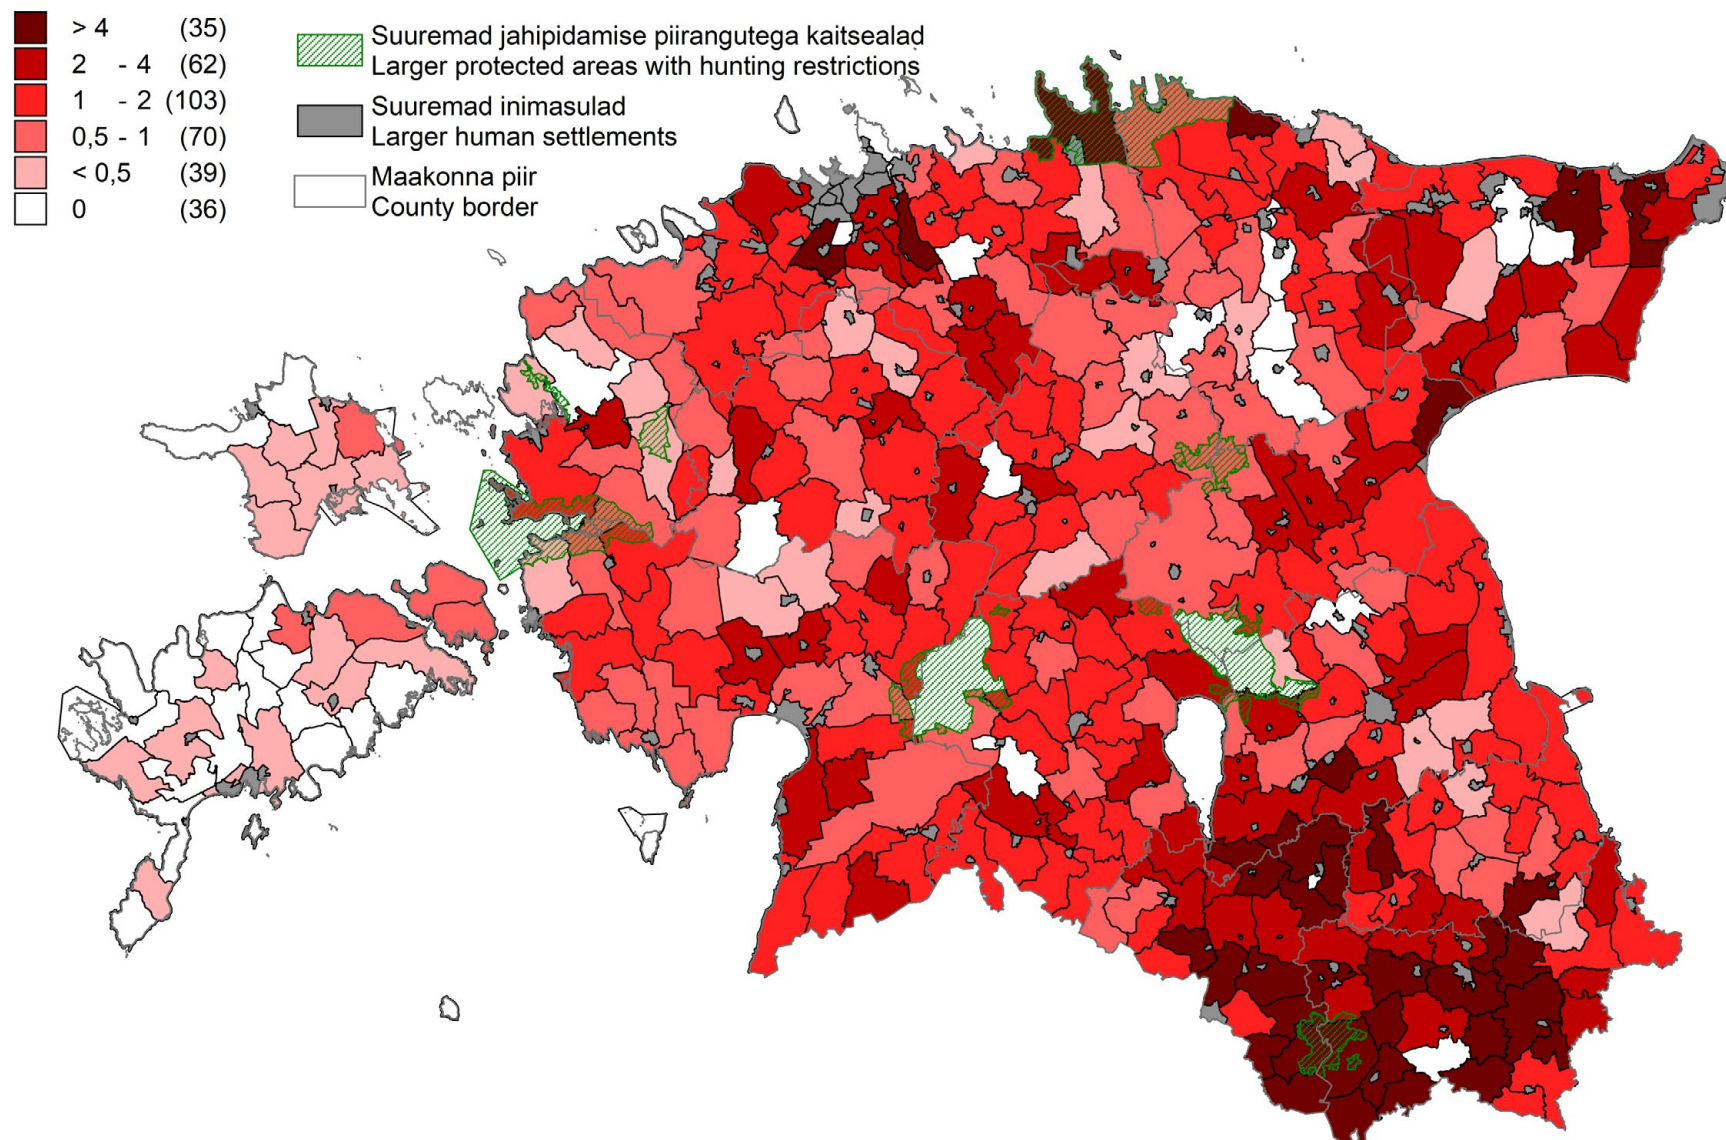 > 4 (35)
2 - 4 (62)
1 - 2 (103)
0,5 - 1 (70)
< 0,5 (39)
0 (36)
Suuremad jahipidamise piirangutega kaitsealad
Larger protected areas with hunting restrictions
Suuremad inimasulad
Larger human settlements
Maakonna piir
County border